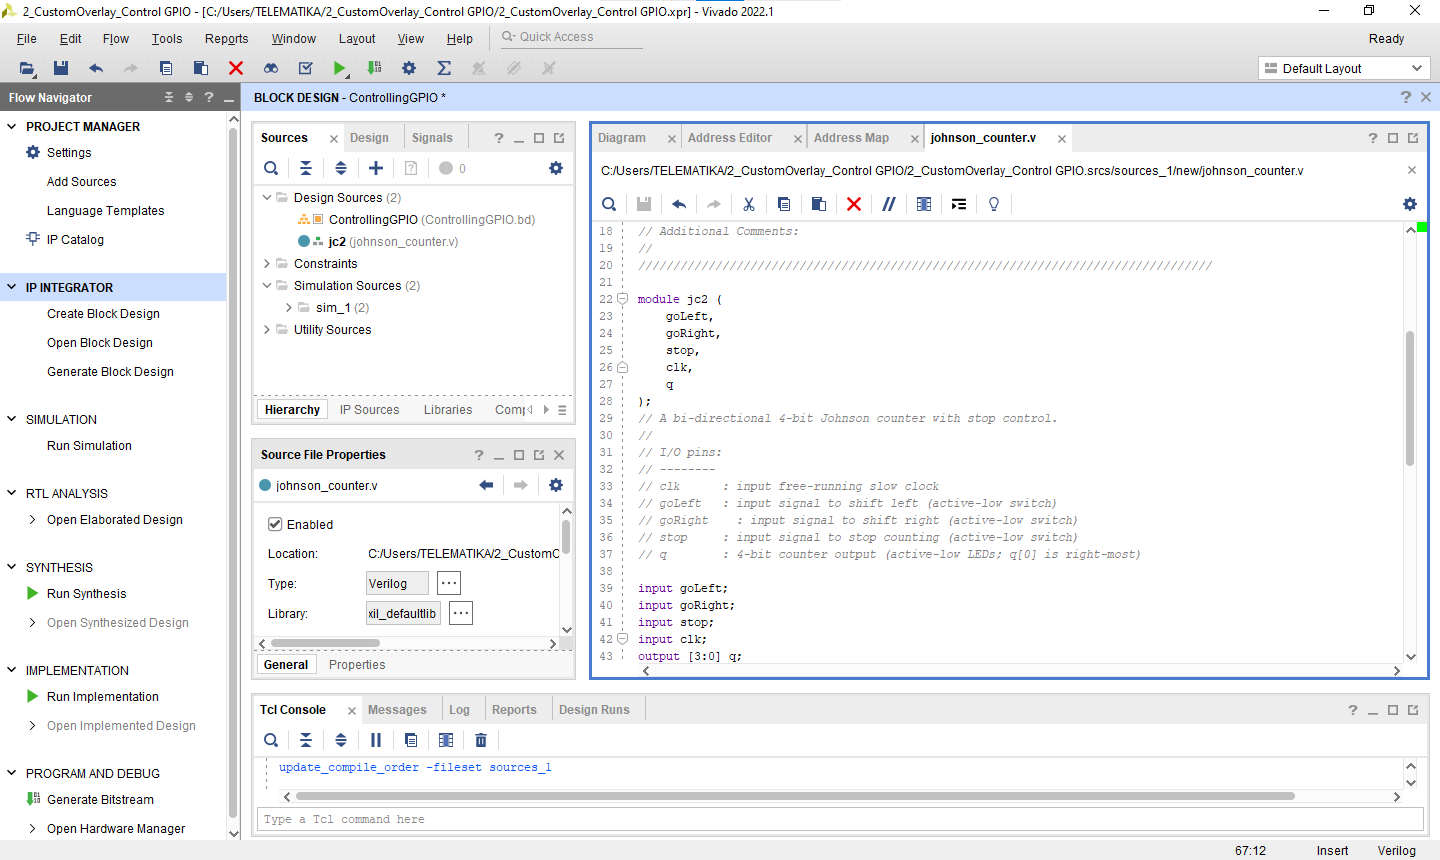 2_CustomOverlay_Control GPIO - [C:/Users/TELEMATIKA/2_CustomOverlay_Control GPIO/2_CustomOverlay_Control GPIO.xpr] - Vivado 2022.1
File Edit Flow Tools Reports Window Layout View Help Quick Access Ready
Default Layout
Flow Navigator
PROJECT MANAGER
Settings
Add Sources
Language Templates
IP Catalog
IP INTEGRATOR
Create Block Design
Open Block Design
Generate Block Design
SIMULATION
Run Simulation
RTL ANALYSIS
Open Elaborated Design
SYNTHESIS
Run Synthesis
Open Synthesized Design
IMPLEMENTATION
Run Implementation
Open Implemented Design
PROGRAM AND DEBUG
Generate Bitstream
Open Hardware Manager
BLOCK DESIGN - ControllingGPIO *
Sources Design Signals
0
Design Sources (2)
ControllingGPIO (ControllingGPIO.bd)
jc2 (johnson_counter.v)
Constraints
Simulation Sources (2)
sim_1 (2)
Utility Sources
Hierarchy IP Sources Libraries Comp
Source File Properties
johnson_counter.v
Enabled
Location: C:/Users/TELEMATIKA/2_CustomO
Type: Verilog
Library: xil_defaultlib
General Properties
Diagram Address Editor Address Map johnson_counter.v
C:/Users/TELEMATIKA/2_CustomOverlay_Control GPIO/2_CustomOverlay_Control GPIO.srcs/sources_1/new/johnson_counter.v
18 // Additional Comments:
19 //
20 //////////////////////////////////////////////////////////////////////////////////
21
22 module jc2 (
23 goLeft,
24 goRight,
25 stop,
26 clk,
27 q
28 );
29 // A bi-directional 4-bit Johnson counter with stop control.
30 //
31 // I/O pins:
32 // --------
33 // clk : input free-running slow clock
34 // goLeft : input signal to shift left (active-low switch)
35 // goRight : input signal to shift right (active-low switch)
36 // stop : input signal to stop counting (active-low switch)
37 // q : 4-bit counter output (active-low LEDs; q[0] is right-most)
38
39 input goLeft;
40 input goRight;
41 input stop;
42 input clk;
43 output [3:0] q;
Tcl Console Messages Log Reports Design Runs
update_compile_order -fileset sources_1
Type a Tcl command here
67:12 Insert Verilog